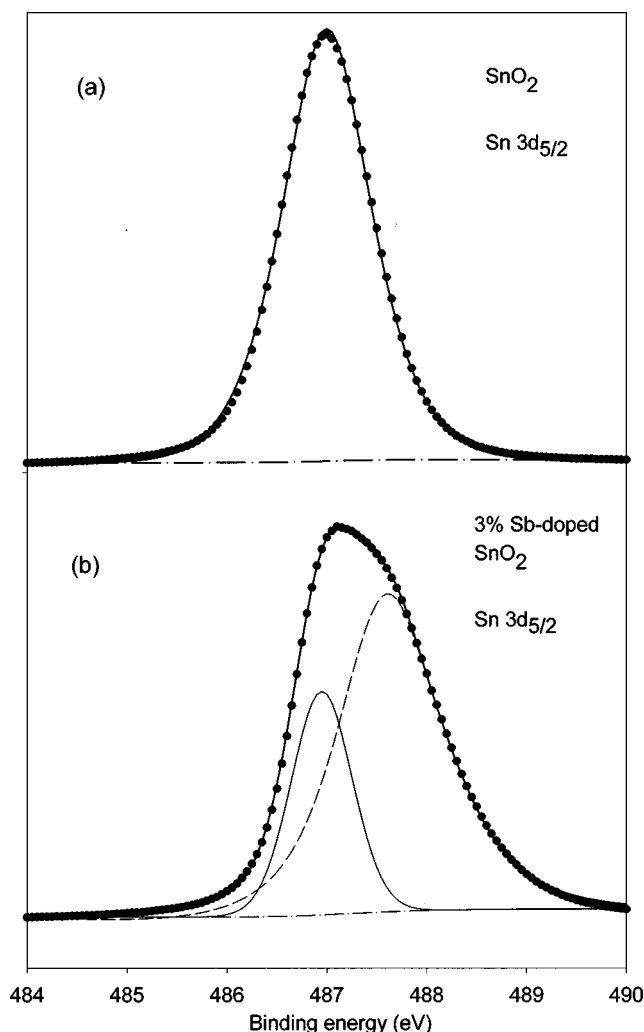 (a)
SnO2
Sn 3d5/2
(b)
3% Sb-doped
SnO2
Sn 3d5/2
484 485 486 487 488 489 490
Binding energy (eV)